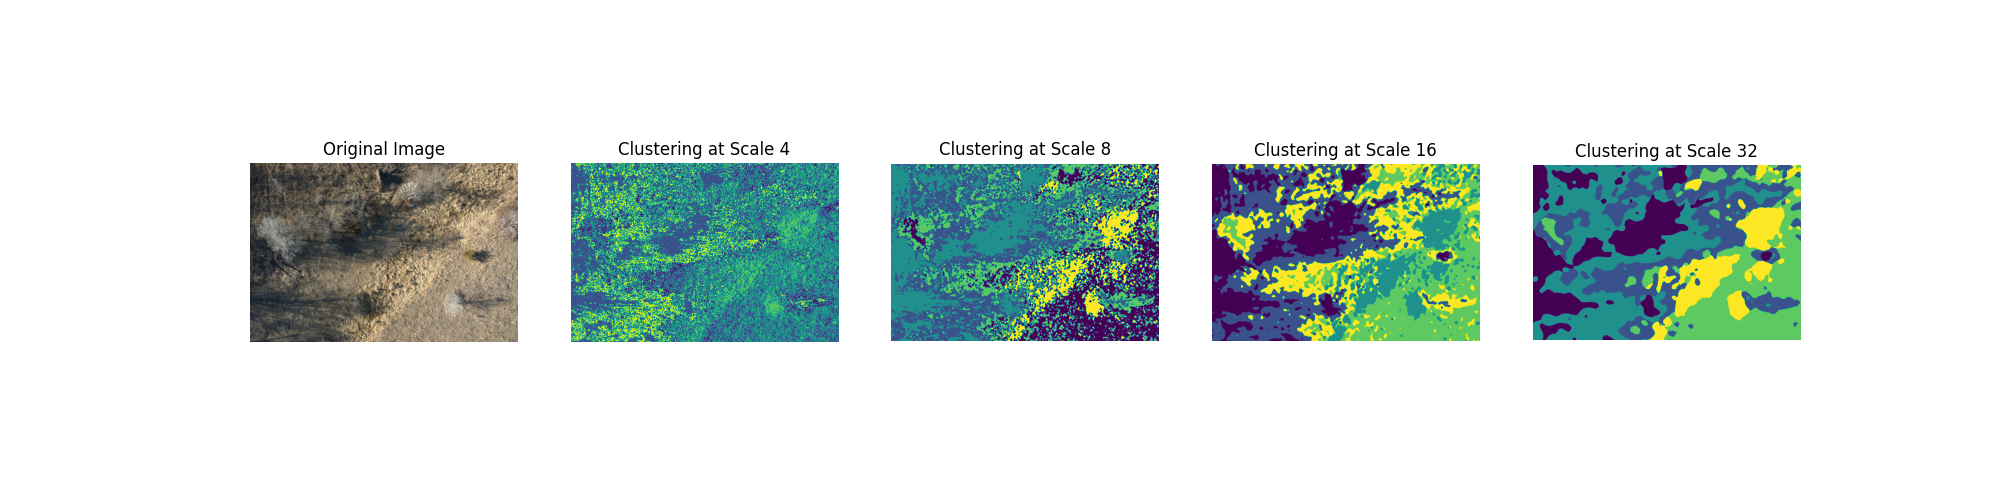 Original Image
Clustering at Scale 4
Clustering at Scale 8
Clustering at Scale 16
Clustering at Scale 32